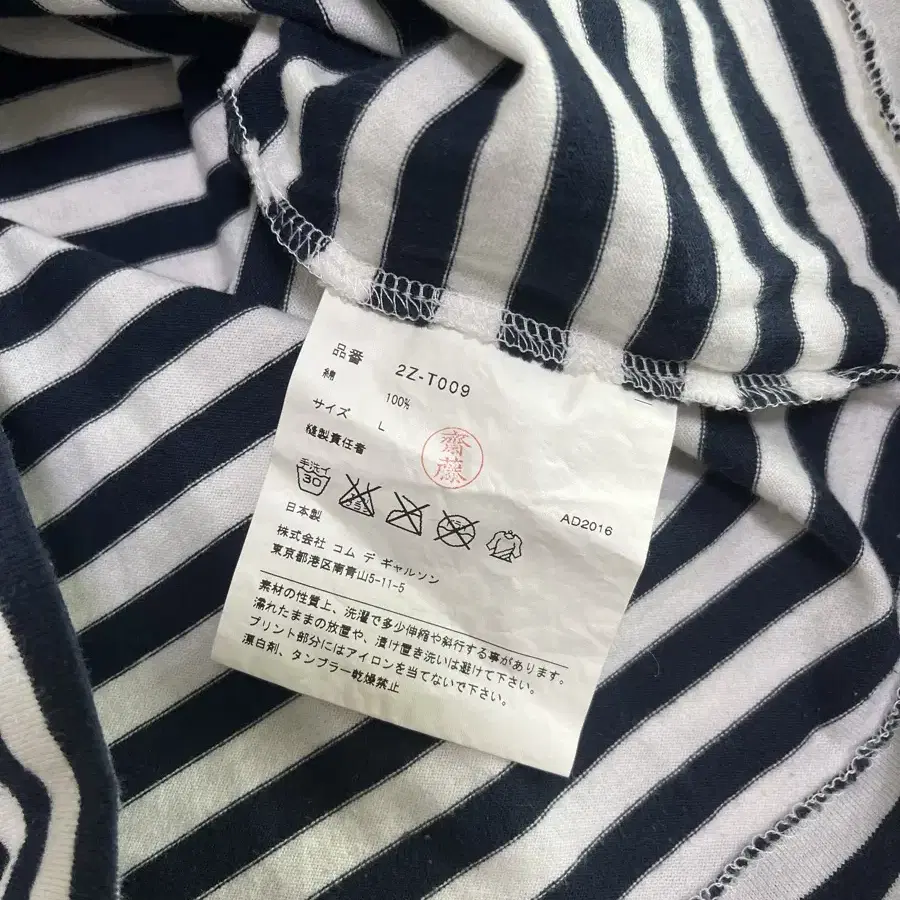 品番 2Z-T009
綿 100%
サイズ L
縫製責任者 齋藤
手洗イ
30
日本製 AD2016
株式会社 コム デ ギャルソン
東京都港区南青山5-11-5
素材の性質上、洗濯で多少伸縮や斜行する事があります。
濡れたままの放置や、漬け置き洗いは避けて下さい。
プリント部分にはアイロンを当てないで下さい。
漂白剤、タンブラー乾燥禁止